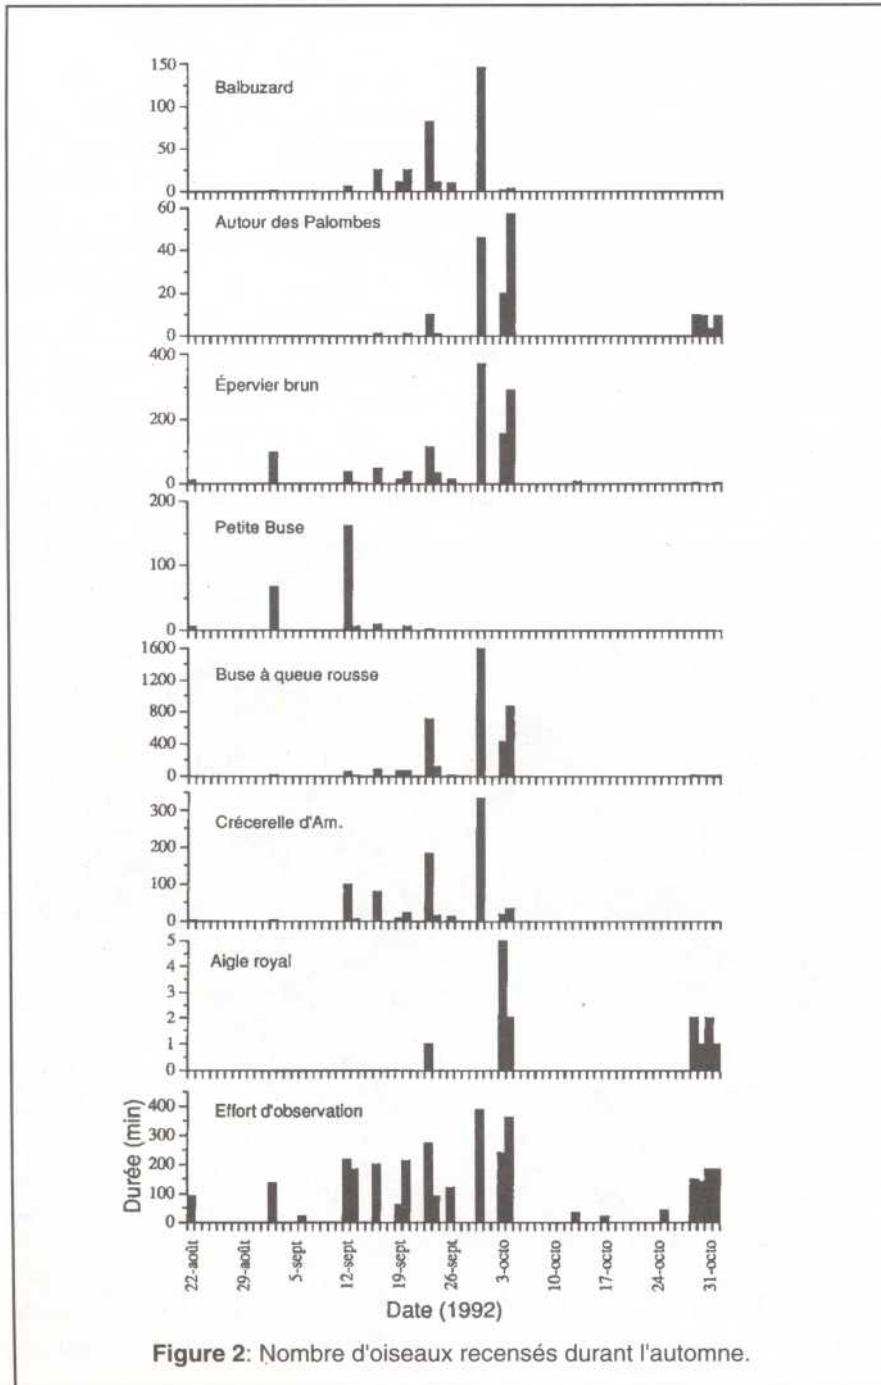 150
100
50
0
Balbuzard
60
40
20
0
Autour des Palombes
400
200
0
Épervier brun
200
100
0
Petite Buse
1600
1200
800
400
0
Buse à queue rousse
300
200
100
0
Crécerelle d'Am.
5
4
3
2
1
0
Aigle royal
400
300
200
100
0
Durée (min)
Effort d'observation
22-août
29-août
5-sept
12-sept
19-sept
26-sept
3-octo
10-octo
17-octo
24-octo
31-octo
Date (1992)
Figure 2: Nombre d'oiseaux recensés durant l'automne.